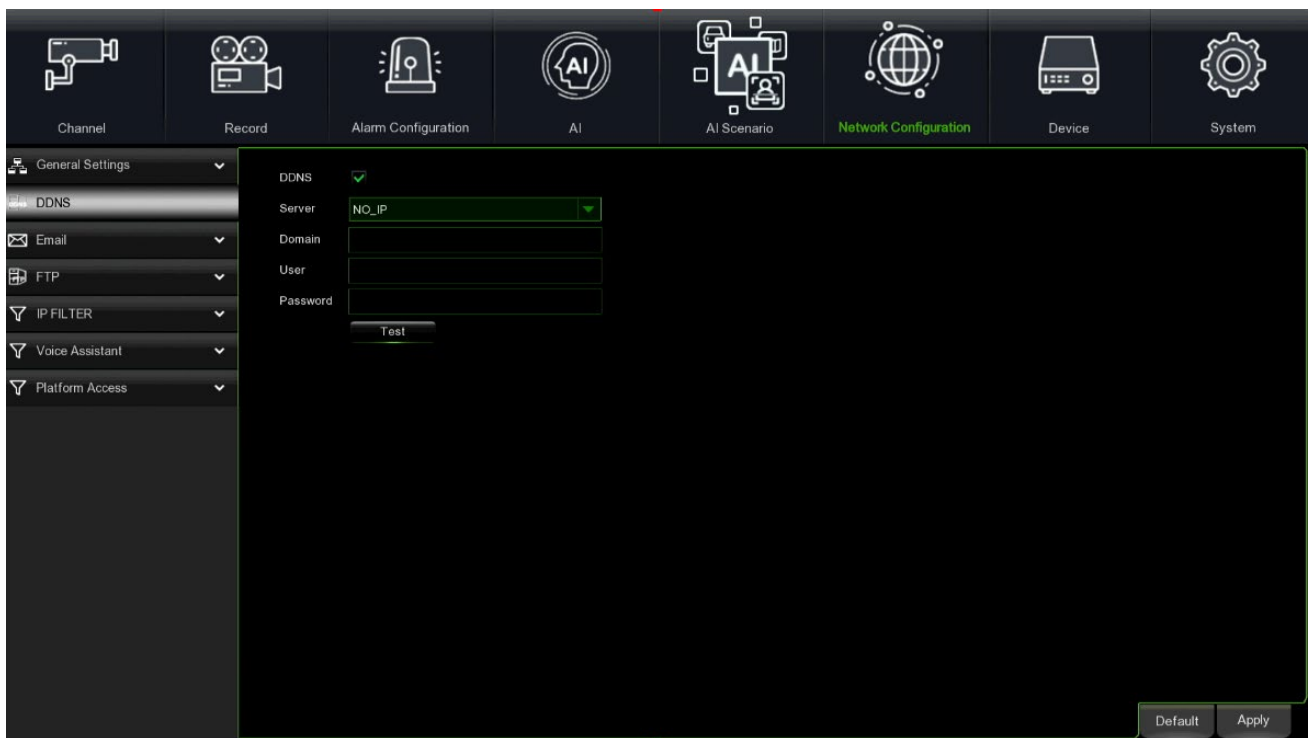 Channel
Record
Alarm Configuration
AI
AI
AI
AI Scenario
Network Configuration
Device
System
General Settings
DDNS
Email
FTP
IP FILTER
Voice Assistant
Platform Access
DDNS
Server NO_IP
Domain
User
Password
Test
Default Apply